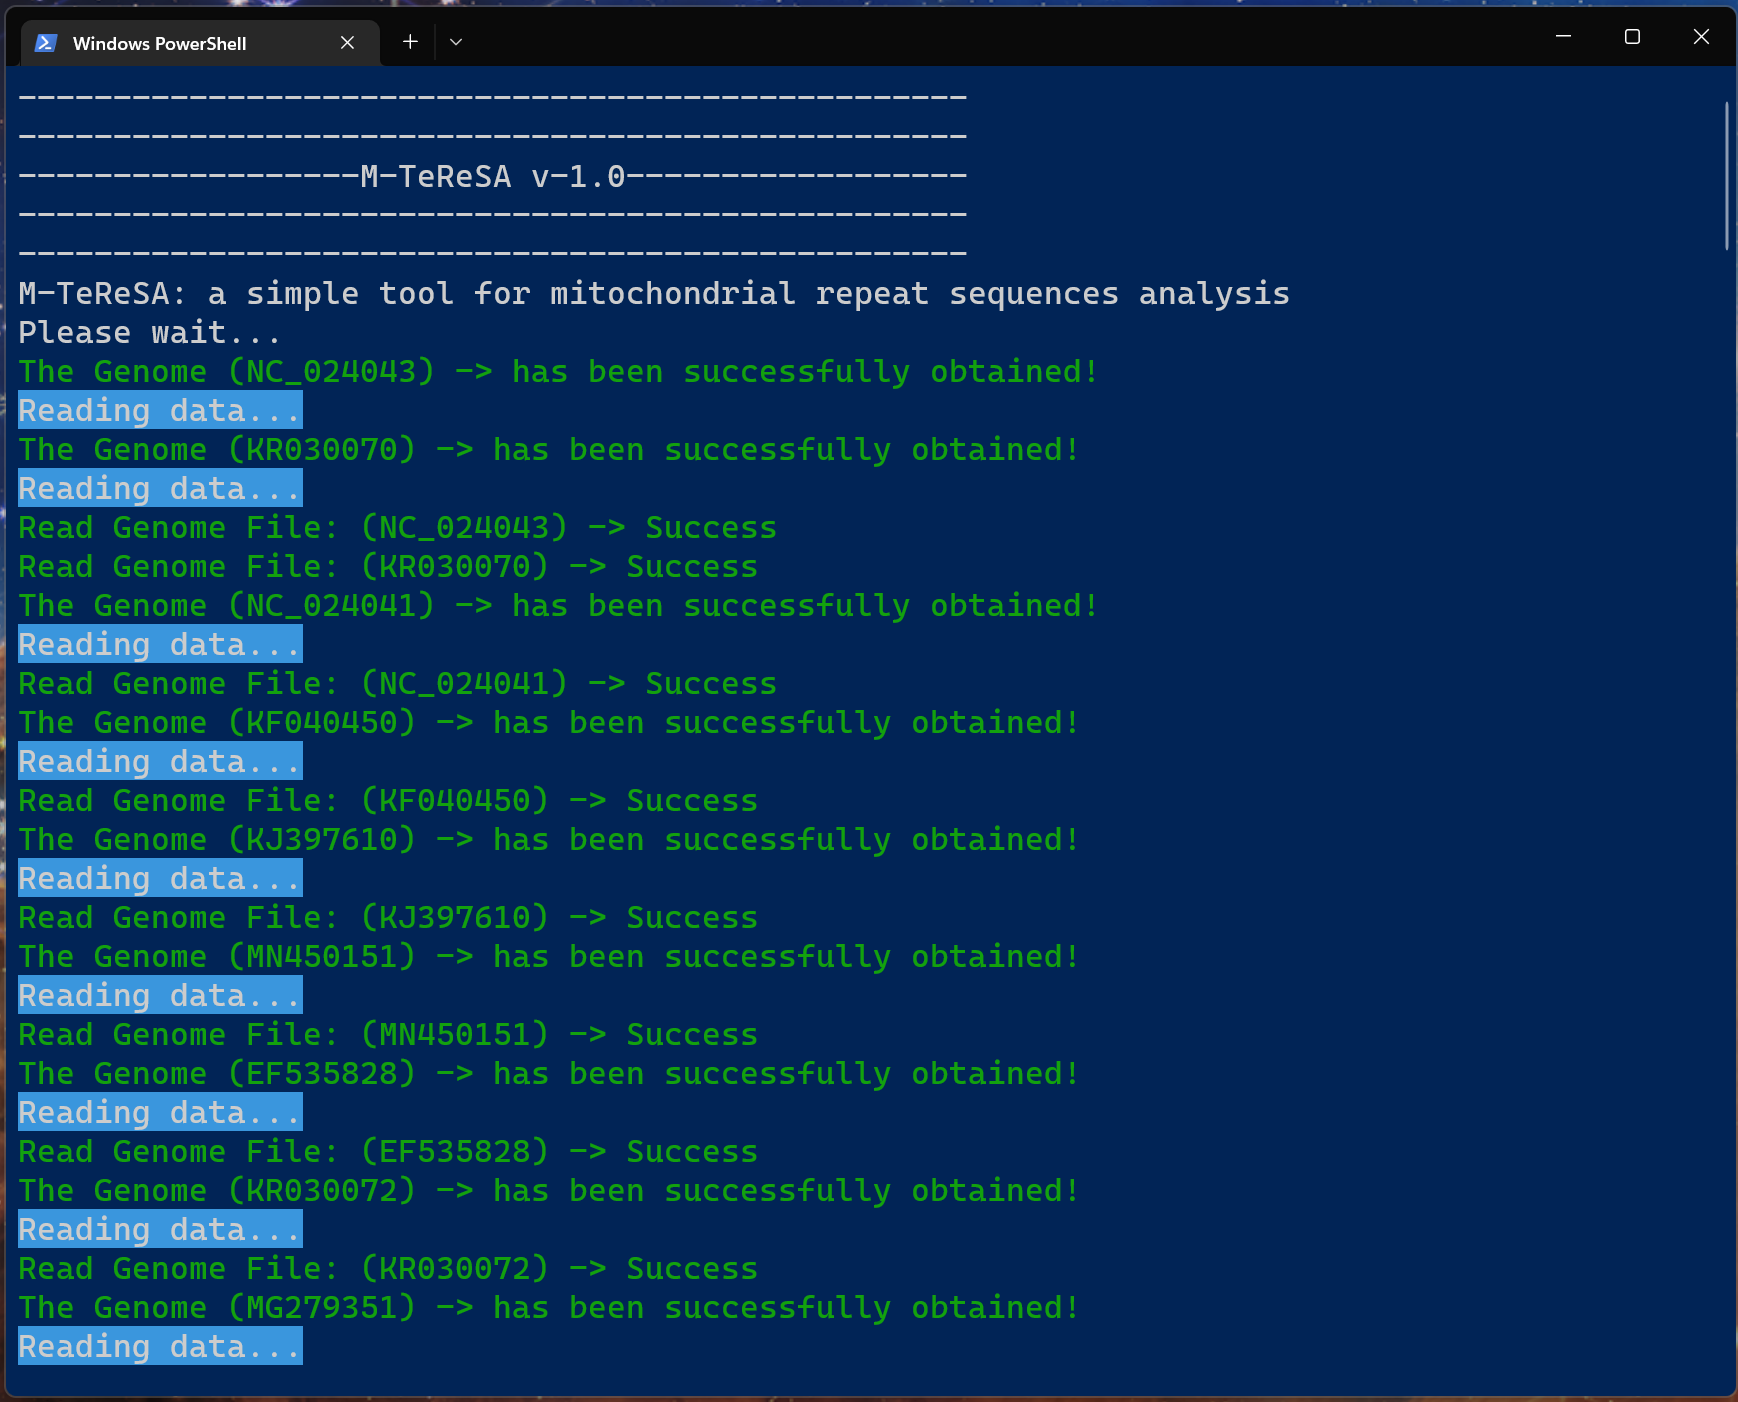 Windows PowerShell
--------------------------------------------------
--------------------------------------------------
------------------M-TeReSA v-1.0------------------
--------------------------------------------------
--------------------------------------------------
M-TeReSA: a simple tool for mitochondrial repeat sequences analysis
Please wait...
The Genome (NC_024043) -> has been successfully obtained!
Reading data...
The Genome (KR030070) -> has been successfully obtained!
Reading data...
Read Genome File: (NC_024043) -> Success
Read Genome File: (KR030070) -> Success
The Genome (NC_024041) -> has been successfully obtained!
Reading data...
Read Genome File: (NC_024041) -> Success
The Genome (KF040450) -> has been successfully obtained!
Reading data...
Read Genome File: (KF040450) -> Success
The Genome (KJ397610) -> has been successfully obtained!
Reading data...
Read Genome File: (KJ397610) -> Success
The Genome (MN450151) -> has been successfully obtained!
Reading data...
Read Genome File: (MN450151) -> Success
The Genome (EF535828) -> has been successfully obtained!
Reading data...
Read Genome File: (EF535828) -> Success
The Genome (KR030072) -> has been successfully obtained!
Reading data...
Read Genome File: (KR030072) -> Success
The Genome (MG279351) -> has been successfully obtained!
Reading data...